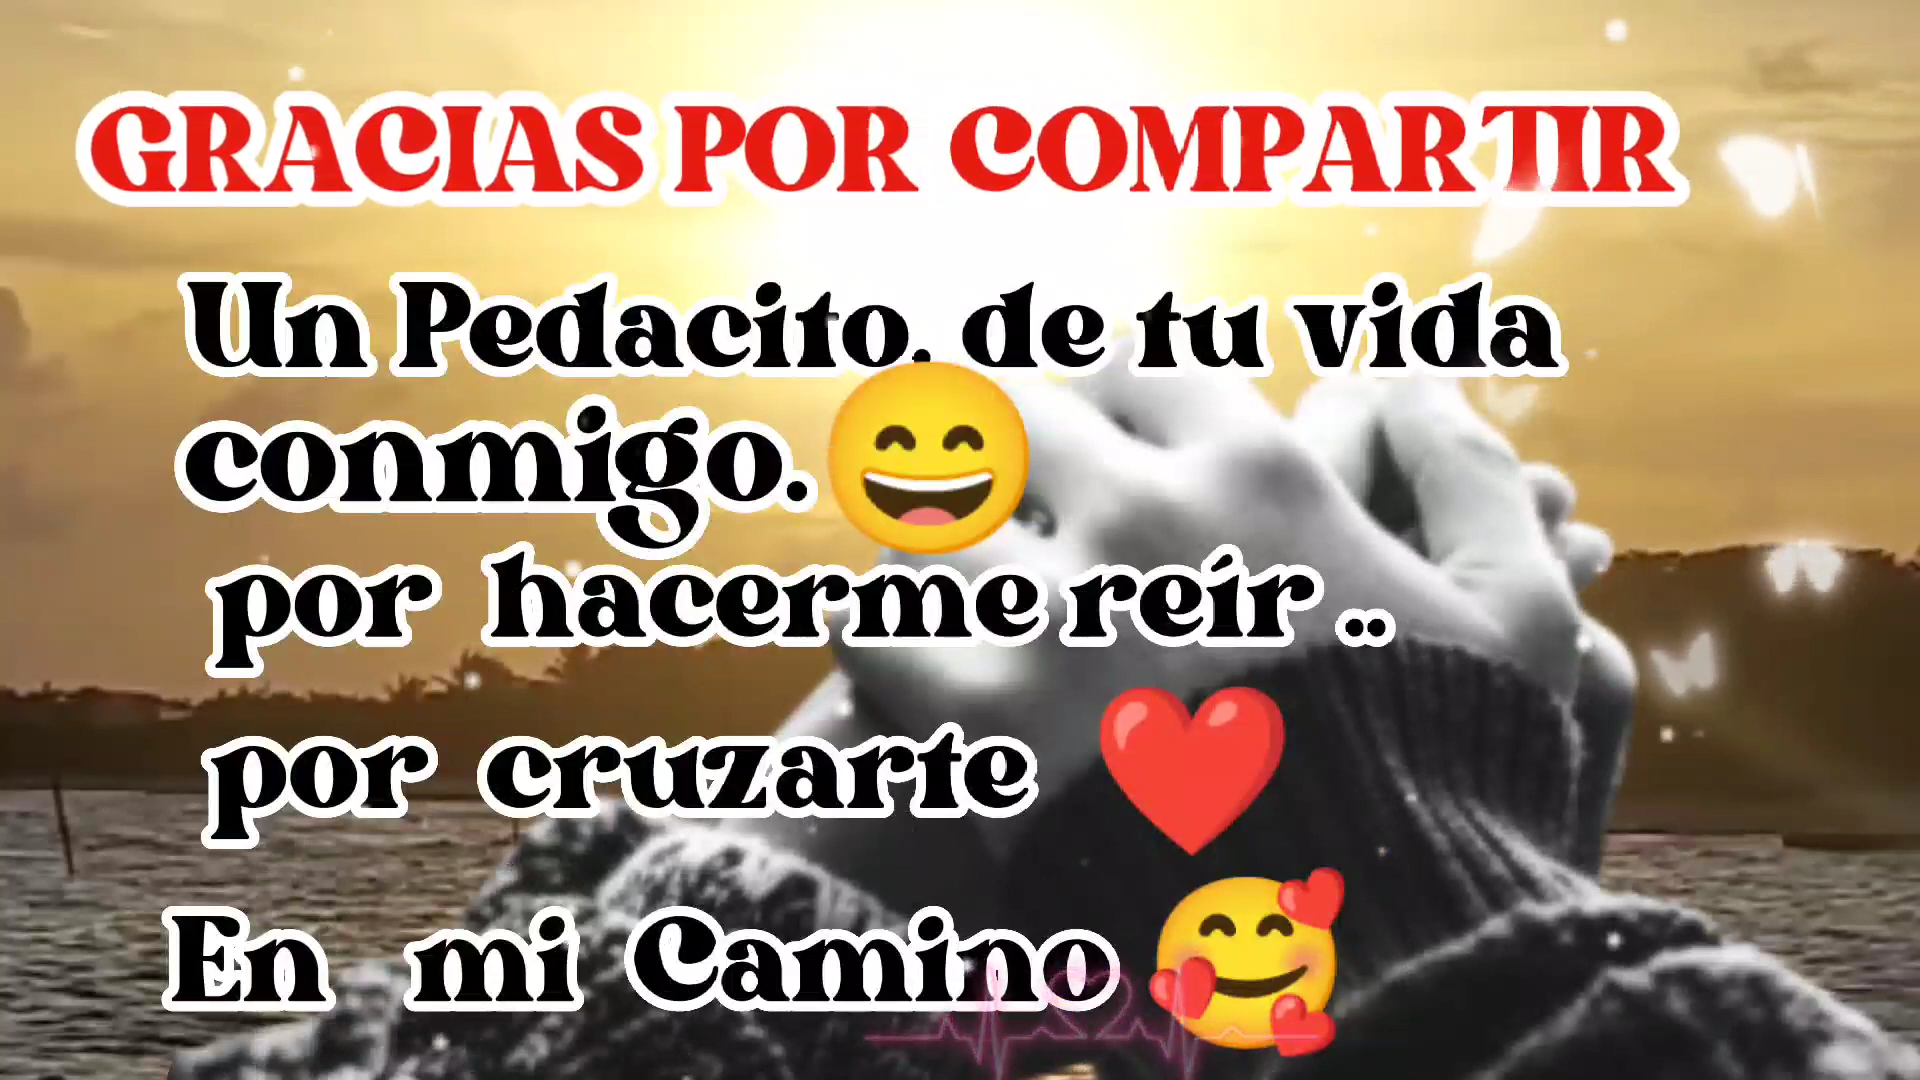 GRACIAS POR COMPARTIR
Un Pedacito. de tu vida
conmigo. 😄
por hacerme reír ..
por cruzarte ❤️
En mi Camino 🥰